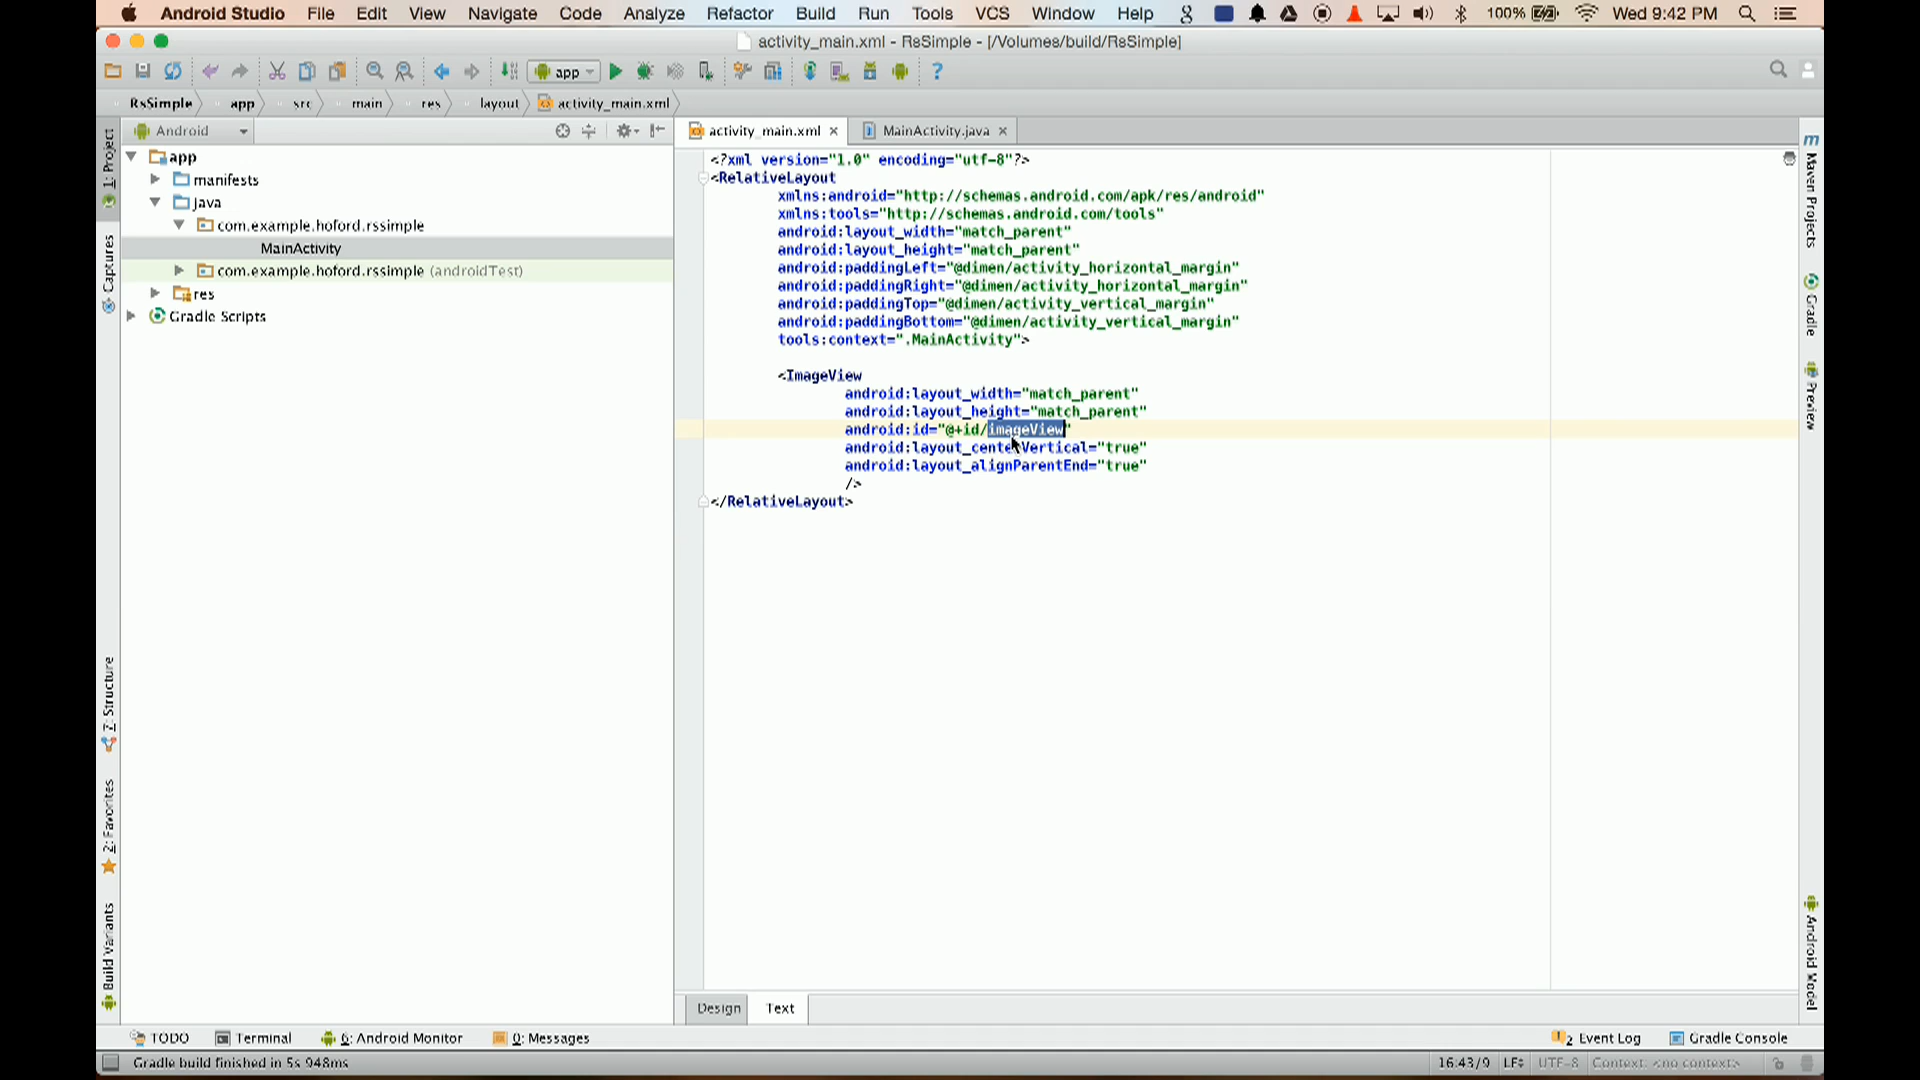 Android Studio File Edit View Navigate Code Analyze Refactor Build Run Tools VCS Window Help 100% Wed 9:42 PM
activity_main.xml - RsSimple - [/Volumes/build/RsSimple]
app
RsSimple app src main res layout activity_main.xml
Android
activity_main.xml MainActivity.java
1: Project
Captures
7: Structure
2: Favorites
Build Variants
app
manifests
java
com.example.hoford.rssimple
MainActivity
com.example.hoford.rssimple (androidTest)
res
Gradle Scripts
<?xml version="1.0" encoding="utf-8"?>
<RelativeLayout
xmlns:android="http://schemas.android.com/apk/res/android"
xmlns:tools="http://schemas.android.com/tools"
android:layout_width="match_parent"
android:layout_height="match_parent"
android:paddingLeft="@dimen/activity_horizontal_margin"
android:paddingRight="@dimen/activity_horizontal_margin"
android:paddingTop="@dimen/activity_vertical_margin"
android:paddingBottom="@dimen/activity_vertical_margin"
tools:context=".MainActivity">
<ImageView
android:layout_width="match_parent"
android:layout_height="match_parent"
android:id="@+id/imageView"
android:layout_centerVertical="true"
android:layout_alignParentEnd="true"
/>
</RelativeLayout>
Maven Projects
Gradle
Preview
Android Model
Design Text
TODO Terminal 6: Android Monitor 0: Messages 2 Event Log Gradle Console
Gradle build finished in 5s 948ms 16:43/9 LF÷ UTF-8 Context: <no context>